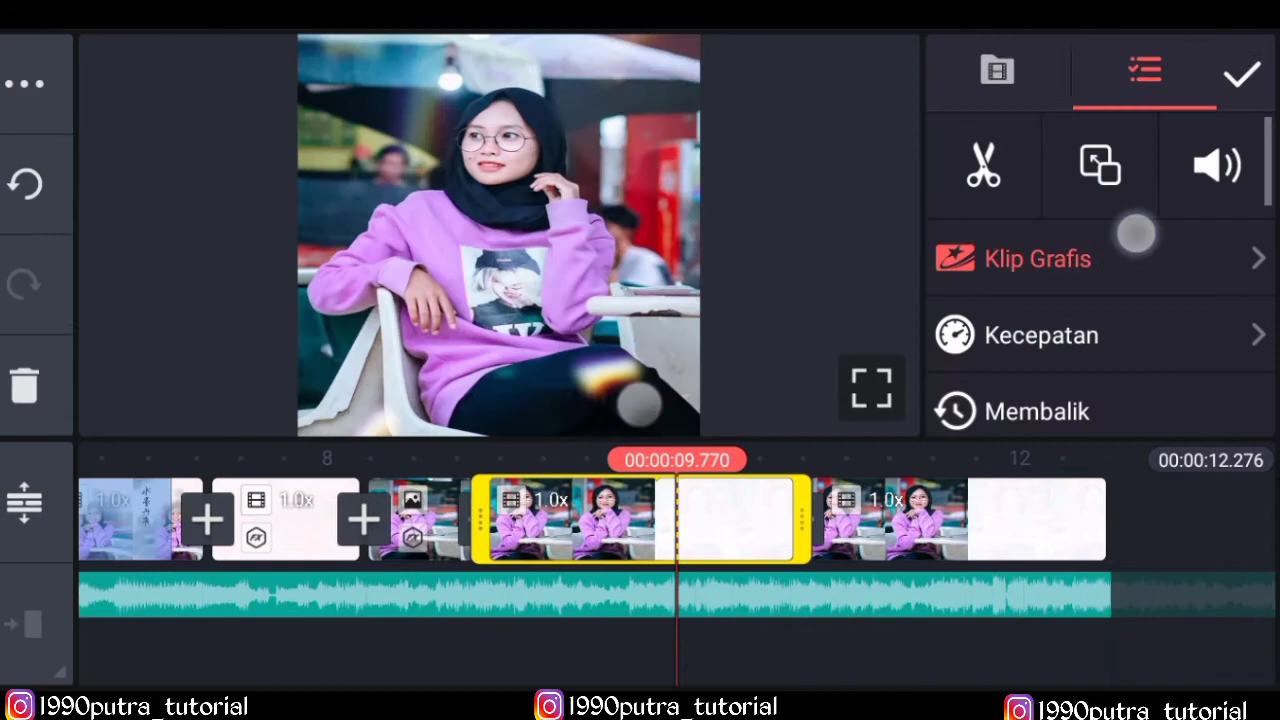 Klip Grafis
Kecepatan
Membalik
8
00:00:09.770
12
00:00:12.276
1.0x
1.0x
1.0x
1.0x
1990putra_tutorial
1990putra_tutorial
1990putra_tutorial